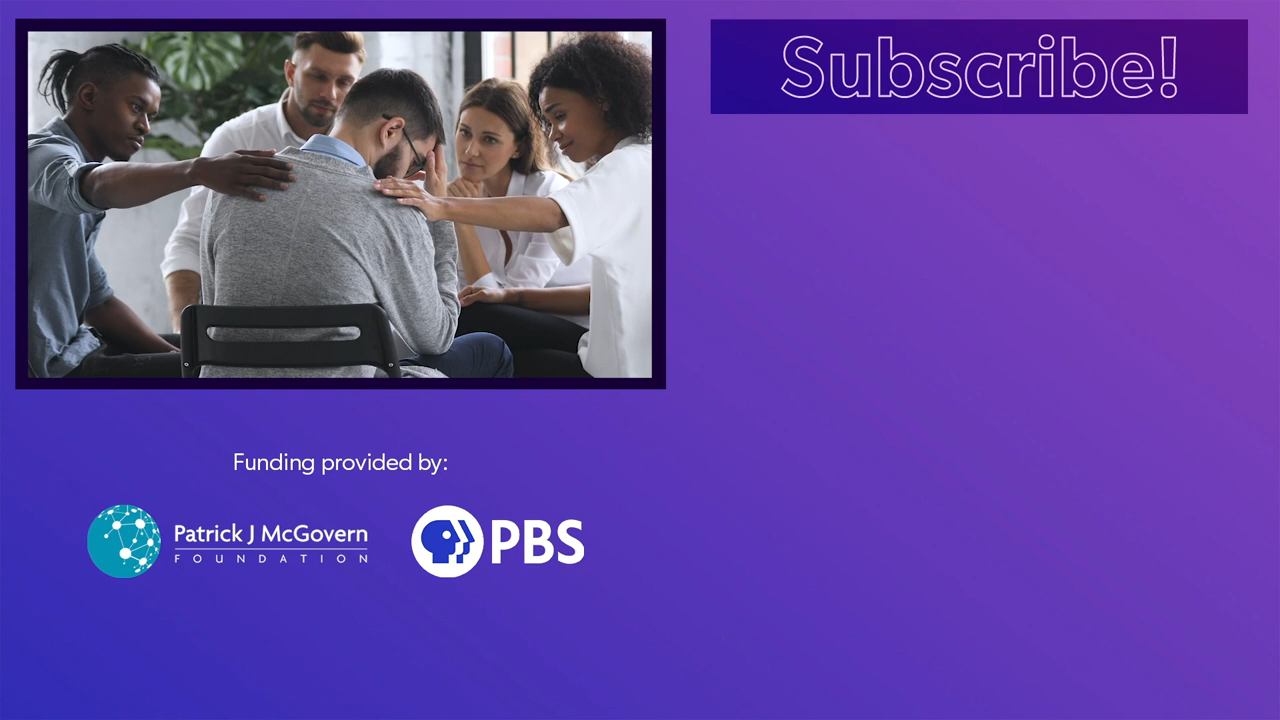 Subscribe!
Funding provided by:
Patrick J McGovern
FOUNDATION
PBS